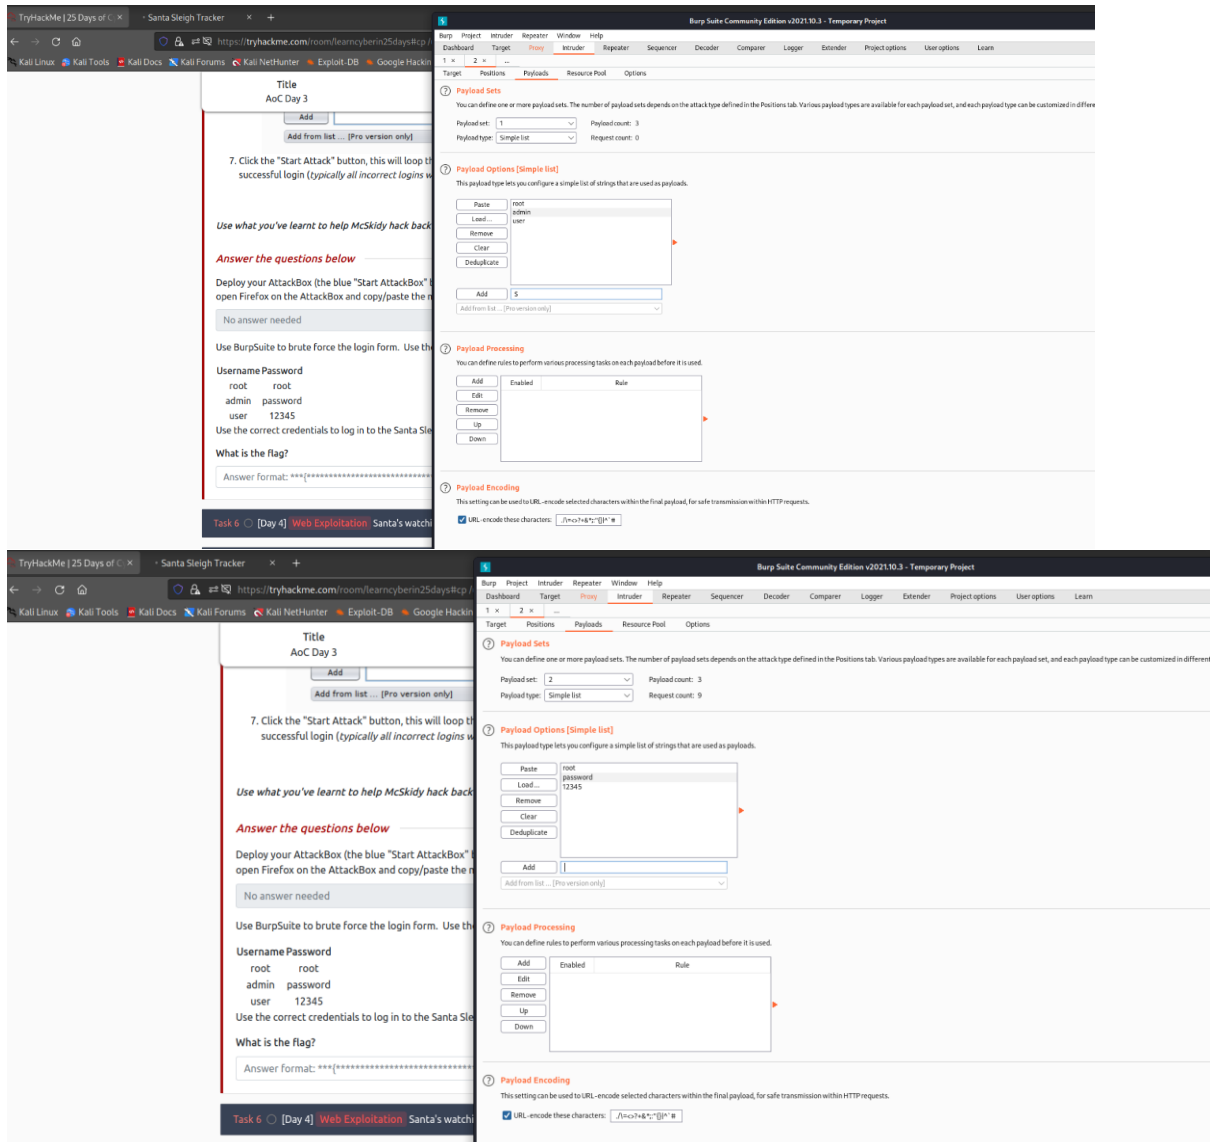 TryHackMe | 25 Days of C ×
Santa Sleigh Tracker × +
https://tryhackme.com/room/learncyberin25days#cp
Kali Linux Kali Tools Kali Docs Kali Forums Kali NetHunter Exploit-DB Google Hackin
Title
AoC Day 3
Add
Add from list ... [Pro version only]
7. Click the "Start Attack" button, this will loop th
successful login (typically all incorrect logins w
Use what you've learnt to help McSkidy hack back
Answer the questions below
Deploy your AttackBox (the blue "Start AttackBox" b
open Firefox on the AttackBox and copy/paste the m
No answer needed
Use BurpSuite to brute force the login form. Use the
Username Password
root root
admin password
user 12345
Use the correct credentials to log in to the Santa Sle
What is the flag?
Answer format: ***{****************************
Task 6 [Day 4] Web Exploitation Santa's watchi
Burp Suite Community Edition v2021.10.3 - Temporary Project
Burp Project Intruder Repeater Window Help
Dashboard Target Proxy Intruder Repeater Sequencer Decoder Comparer Logger Extender Project options User options Learn
1 × 2 × ...
Target Positions Payloads Resource Pool Options
? Payload Sets
You can define one or more payload sets. The number of payload sets depends on the attack type defined in the Positions tab. Various payload types are available for each payload set, and each payload type can be customized in differe
Payload set: 1 Payload count: 3
Payload type: Simple list Request count: 0
? Payload Options [Simple list]
This payload type lets you configure a simple list of strings that are used as payloads.
Paste root
admin
Load ... user
Remove
Clear
Deduplicate
Add S
Add from list ... [Pro version only]
? Payload Processing
You can define rules to perform various processing tasks on each payload before it is used.
Add Enabled Rule
Edit
Remove
Up
Down
? Payload Encoding
This setting can be used to URL-encode selected characters within the final payload, for safe transmission within HTTP requests.
URL-encode these characters: ./\=<>?+&*;:"{}|^`#
TryHackMe | 25 Days of C ×
Santa Sleigh Tracker × +
https://tryhackme.com/room/learncyberin25days#cp
Kali Linux Kali Tools Kali Docs Kali Forums Kali NetHunter Exploit-DB Google Hackin
Title
AoC Day 3
Add
Add from list ... [Pro version only]
7. Click the "Start Attack" button, this will loop th
successful login (typically all incorrect logins w
Use what you've learnt to help McSkidy hack back
Answer the questions below
Deploy your AttackBox (the blue "Start AttackBox" b
open Firefox on the AttackBox and copy/paste the m
No answer needed
Use BurpSuite to brute force the login form. Use the
Username Password
root root
admin password
user 12345
Use the correct credentials to log in to the Santa Sle
What is the flag?
Answer format: ***{****************************
Task 6 [Day 4] Web Exploitation Santa's watchi
Burp Suite Community Edition v2021.10.3 - Temporary Project
Burp Project Intruder Repeater Window Help
Dashboard Target Proxy Intruder Repeater Sequencer Decoder Comparer Logger Extender Project options User options Learn
1 × 2 × ...
Target Positions Payloads Resource Pool Options
? Payload Sets
You can define one or more payload sets. The number of payload sets depends on the attack type defined in the Positions tab. Various payload types are available for each payload set, and each payload type can be customized in different
Payload set: 2 Payload count: 3
Payload type: Simple list Request count: 9
? Payload Options [Simple list]
This payload type lets you configure a simple list of strings that are used as payloads.
Paste root
password
Load ... 12345
Remove
Clear
Deduplicate
Add
Add from list ... [Pro version only]
? Payload Processing
You can define rules to perform various processing tasks on each payload before it is used.
Add Enabled Rule
Edit
Remove
Up
Down
? Payload Encoding
This setting can be used to URL-encode selected characters within the final payload, for safe transmission within HTTP requests.
URL-encode these characters: ./\=<>?+&*;:"{}|^`#